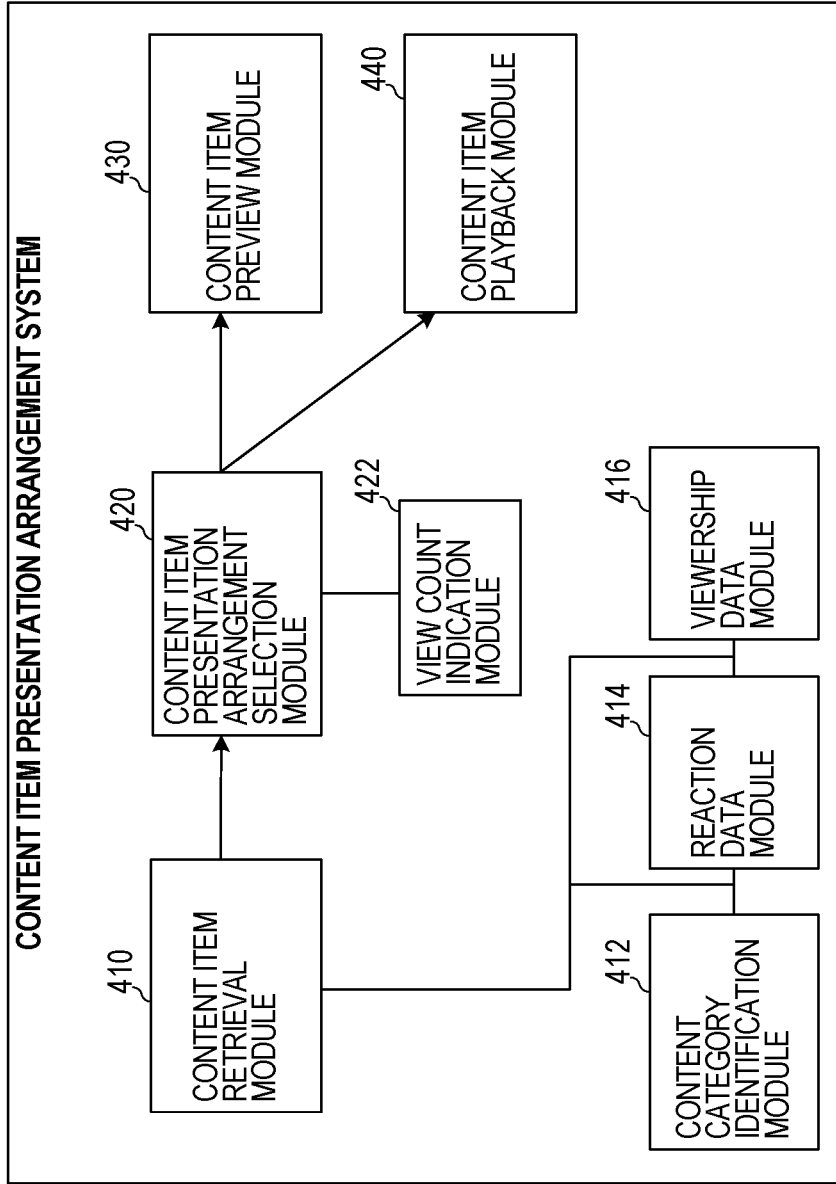 CONTENT ITEM PRESENTATION ARRANGEMENT SYSTEM
410
CONTENT ITEM
RETRIEVAL
MODULE
420
CONTENT ITEM
PRESENTATION
ARRANGEMENT
SELECTION
MODULE
430
CONTENT ITEM
PREVIEW MODULE
440
CONTENT ITEM
PLAYBACK MODULE
422
VIEW COUNT
INDICATION
MODULE
412
CONTENT
CATEGORY
IDENTIFICATION
MODULE
414
REACTION
DATA
MODULE
416
VIEWERSHIP
DATA
MODULE